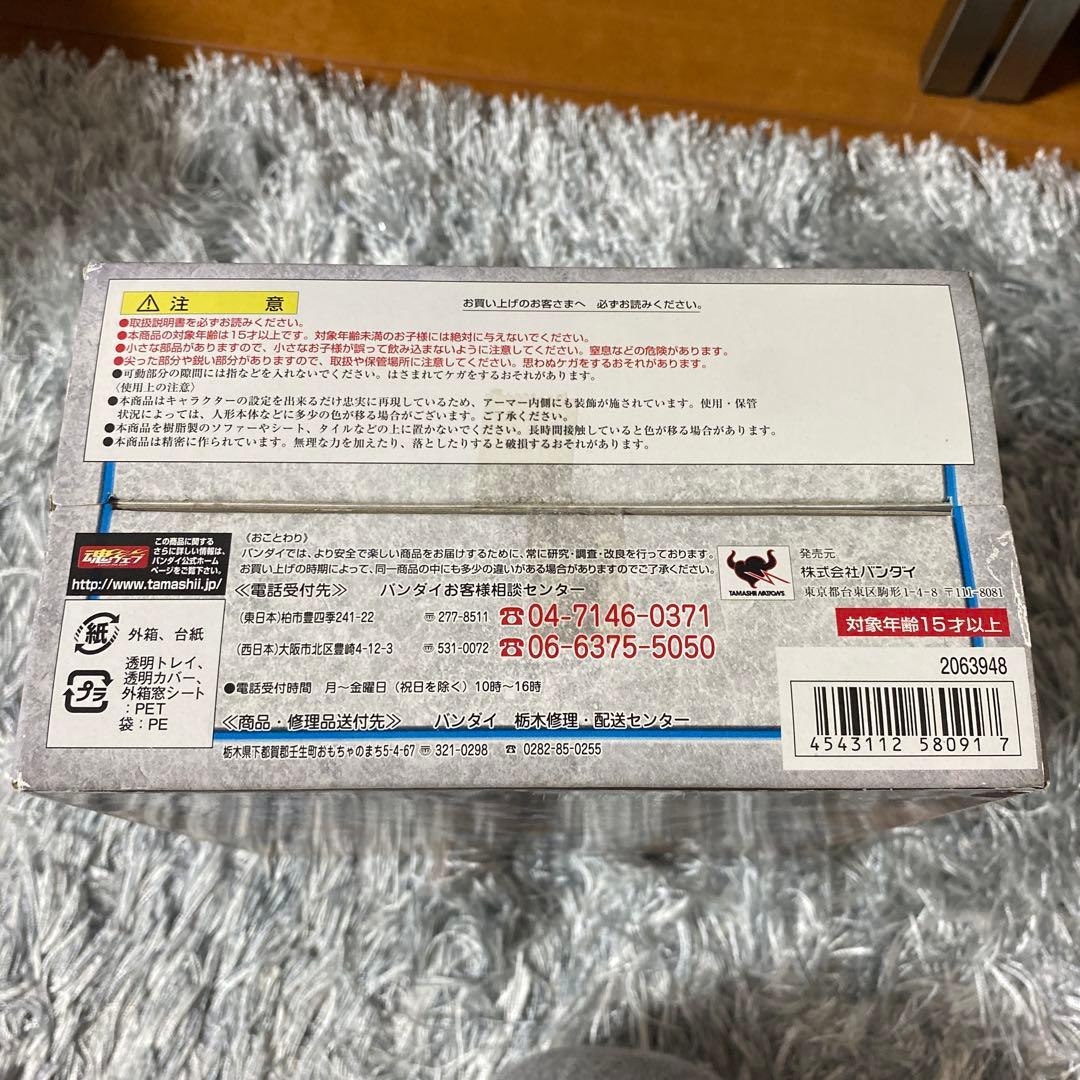 ⚠ 注 意
お買い上げのお客さまへ 必ずお読みください。
●取扱説明書を必ずお読みください。
●本商品の対象年齢は15才以上です。対象年齢未満のお子様には絶対に与えないでください。
●小さな部品がありますので、小さなお子様が誤って飲み込まないように注意してください。窒息などの危険があります。
●尖った部分や鋭い部分がありますので、取扱や保管場所に注意してください。思わぬケガをするおそれがあります。
●可動部分の隙間には指などを入れないでください。はさまれてケガをするおそれがあります。
〈使用上の注意〉
●本商品はキャラクターの設定を出来るだけ忠実に再現しているため、アーマー内側にも装飾が施されています。使用・保管
状況によっては、人形本体などに多少の色が移る場合がございます。ご了承ください。
●本商品を樹脂製のソファーやシート、タイルなどの上に置かないでください。長時間接触していると色が移る場合があります。
●本商品は精密に作られています。無理な力を加えたり、落としたりすると破損するおそれがあります。
魂ウェブ
この商品に関する
さらに詳しい情報は、
バンダイ公式ホーム
ページをご覧下さい。
http://www.tamashii.jp/
紙
外箱、台紙
プラ
透明トレイ、
透明カバー、
外箱窓シート
：PET
袋：PE
《おことわり》
バンダイでは、より安全で楽しい商品をお届けするために、常に研究・調査・改良を行っております。
お買い上げの時期によって、同一商品の中にも多少の違いがある場合がありますのでご了承ください。
≪電話受付先≫ バンダイお客様相談センター
(東日本)柏市豊四季241-22 〠 277-8511 ☎04-7146-0371
(西日本)大阪市北区豊崎4-12-3 〠 531-0072 ☎06-6375-5050
●電話受付時間 月～金曜日（祝日を除く）10時～16時
≪商品・修理品送付先≫ バンダイ 栃木修理・配送センター
栃木県下都賀郡壬生町おもちゃのまち5-4-67 〠 321-0298 ☎ 0282-85-0255
TAMASHII NATIONS
発売元
株式会社バンダイ
東京都台東区駒形1-4-8 〒111-8081
対象年齢15才以上
2063948
4543112 58091 7